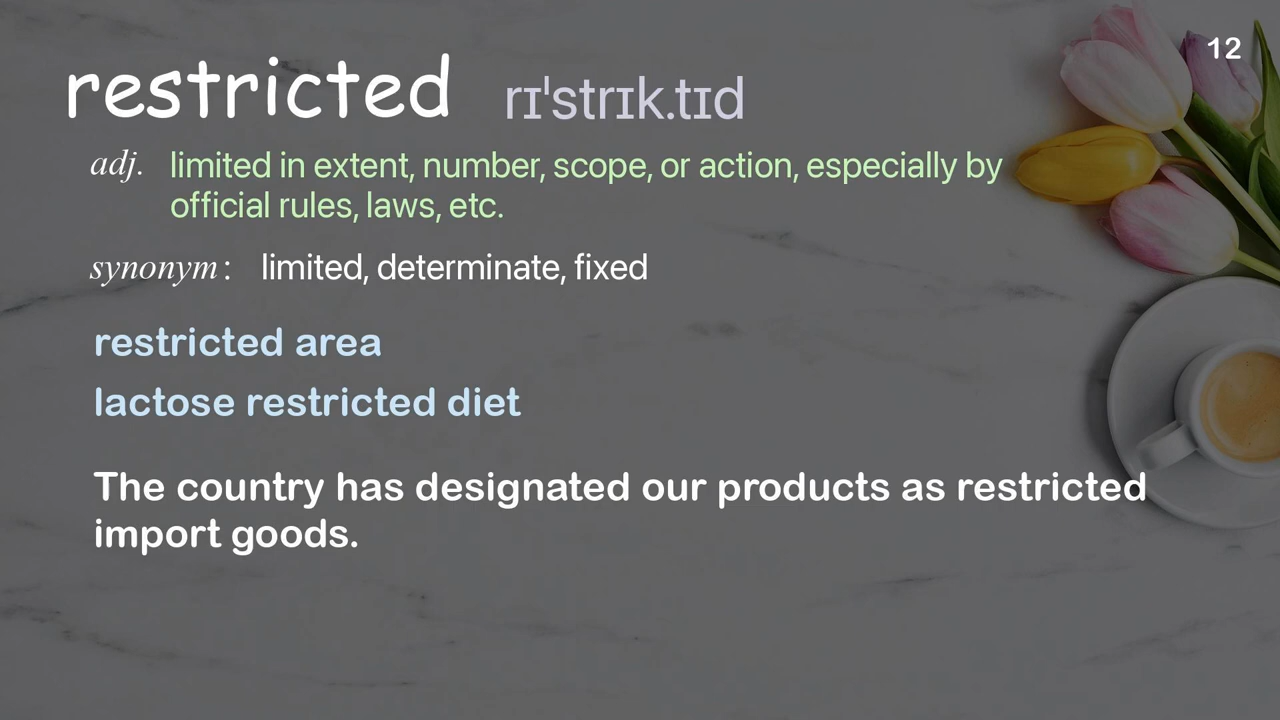 12
restricted rɪˈstrɪk.tɪd
adj. limited in extent, number, scope, or action, especially by
official rules, laws, etc.
synonym : limited, determinate, fixed
restricted area
lactose restricted diet
The country has designated our products as restricted
import goods.